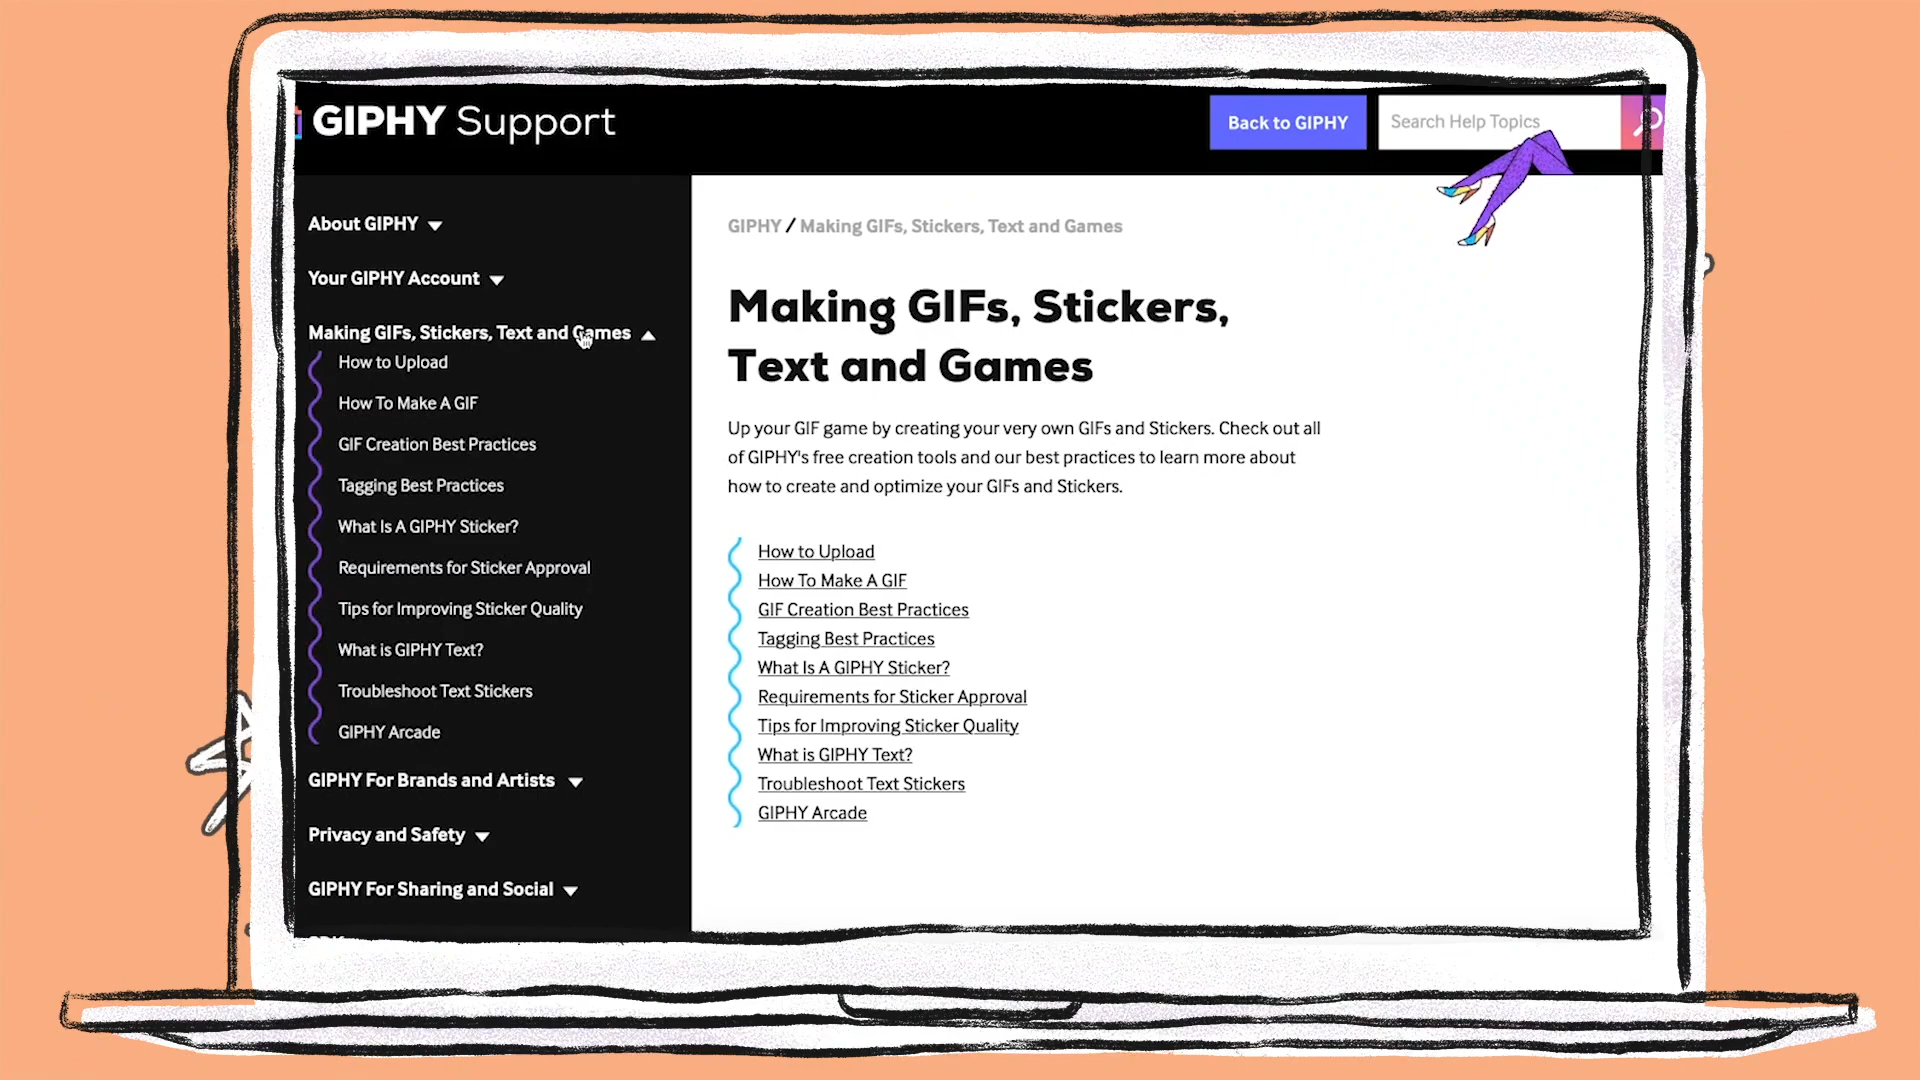 GIPHY Support
Back to GIPHY
Search Help Topics
About GIPHY
Your GIPHY Account
Making GIFs, Stickers, Text and Games
How to Upload
How To Make A GIF
GIF Creation Best Practices
Tagging Best Practices
What Is A GIPHY Sticker?
Requirements for Sticker Approval
Tips for Improving Sticker Quality
What is GIPHY Text?
Troubleshoot Text Stickers
GIPHY Arcade
GIPHY For Brands and Artists
Privacy and Safety
GIPHY For Sharing and Social
GIPHY / Making GIFs, Stickers, Text and Games
Making GIFs, Stickers,
Text and Games
Up your GIF game by creating your very own GIFs and Stickers. Check out all
of GIPHY's free creation tools and our best practices to learn more about
how to create and optimize your GIFs and Stickers.
How to Upload
How To Make A GIF
GIF Creation Best Practices
Tagging Best Practices
What Is A GIPHY Sticker?
Requirements for Sticker Approval
Tips for Improving Sticker Quality
What is GIPHY Text?
Troubleshoot Text Stickers
GIPHY Arcade